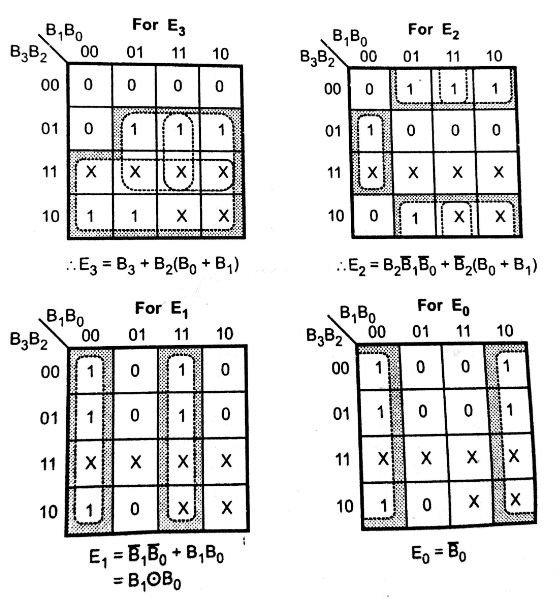 For E₃
B₁B₀
B₃B₂ 00 01 11 10
00 0 0 0 0
01 0 1 1 1
11 X X X X
10 1 1 X X
∴E₃ = B₃ + B₂(B₀ + B₁)
For E₂
B₁B₀
B₃B₂ 00 01 11 10
00 0 1 1 1
01 1 0 0 0
11 X X X X
10 0 1 X X
∴E₂ = B₂B̅₁B̅₀ + B̅₂(B₀ + B₁)
For E₁
B₁B₀
B₃B₂ 00 01 11 10
00 1 0 1 0
01 1 0 1 0
11 X X X X
10 1 0 X X
E₁ = B̅₁B̅₀ + B₁B₀
= B₁⊙B₀
For E₀
B₁B₀
B₃B₂ 00 01 11 10
00 1 0 0 1
01 1 0 0 1
11 X X X X
10 1 0 X X
E₀ = B̅₀